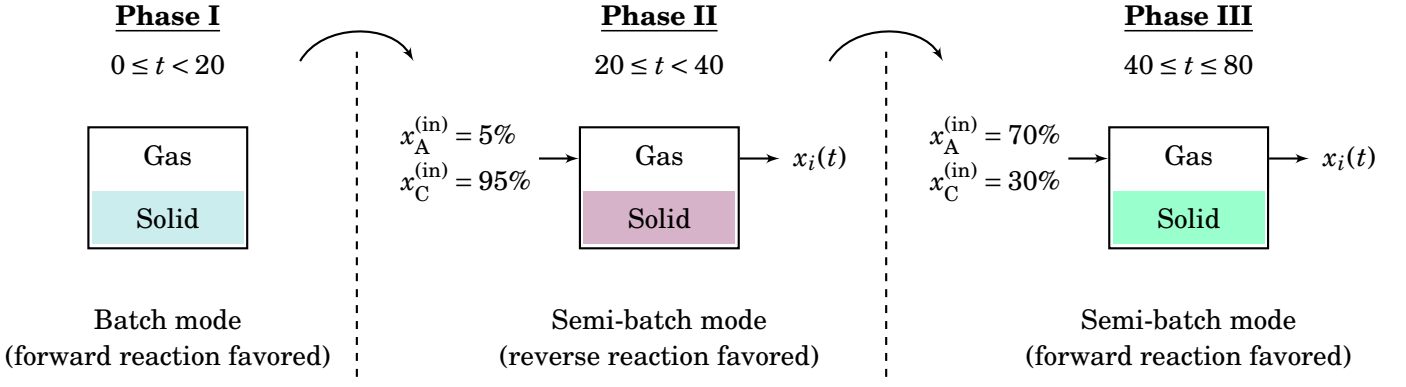 Phase I
0 ≤ t < 20
Gas
Solid
Batch mode
(forward reaction favored)
Phase II
20 ≤ t < 40
x_A^(in) = 5%
x_C^(in) = 95%
Gas
Solid
x_i(t)
Semi-batch mode
(reverse reaction favored)
Phase III
40 ≤ t ≤ 80
x_A^(in) = 70%
x_C^(in) = 30%
Gas
Solid
x_i(t)
Semi-batch mode
(forward reaction favored)